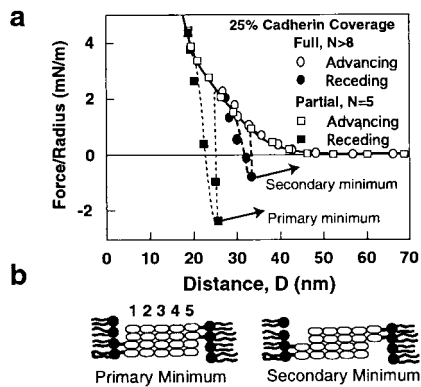 a
25% Cadherin Coverage
Full, N>8
Advancing
Receding
Partial, N=5
Advancing
Receding
Secondary minimum
Primary minimum
Force/Radius (mN/m)
4
2
0
-2
0 10 20 30 40 50 60 70
Distance, D (nm)
b
1 2 3 4 5
Primary Minimum
Secondary Minimum